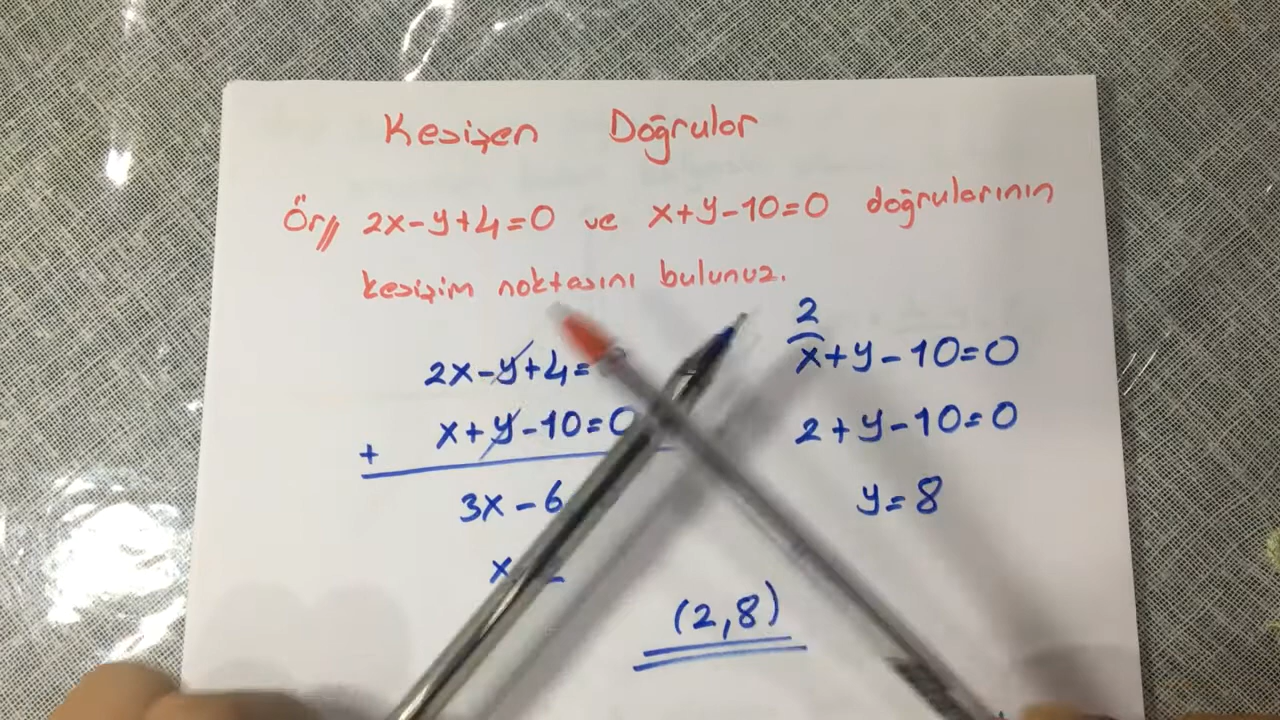 Kesişen Doğrular
Ör// 2x-y+4=0 ve x+y-10=0 doğrularının
kesişim noktasını bulunuz.
2x-y+4=
x+y-10=0
+
3x-6
x
2
x+y-10=0
2+y-10=0
y=8
(2,8)